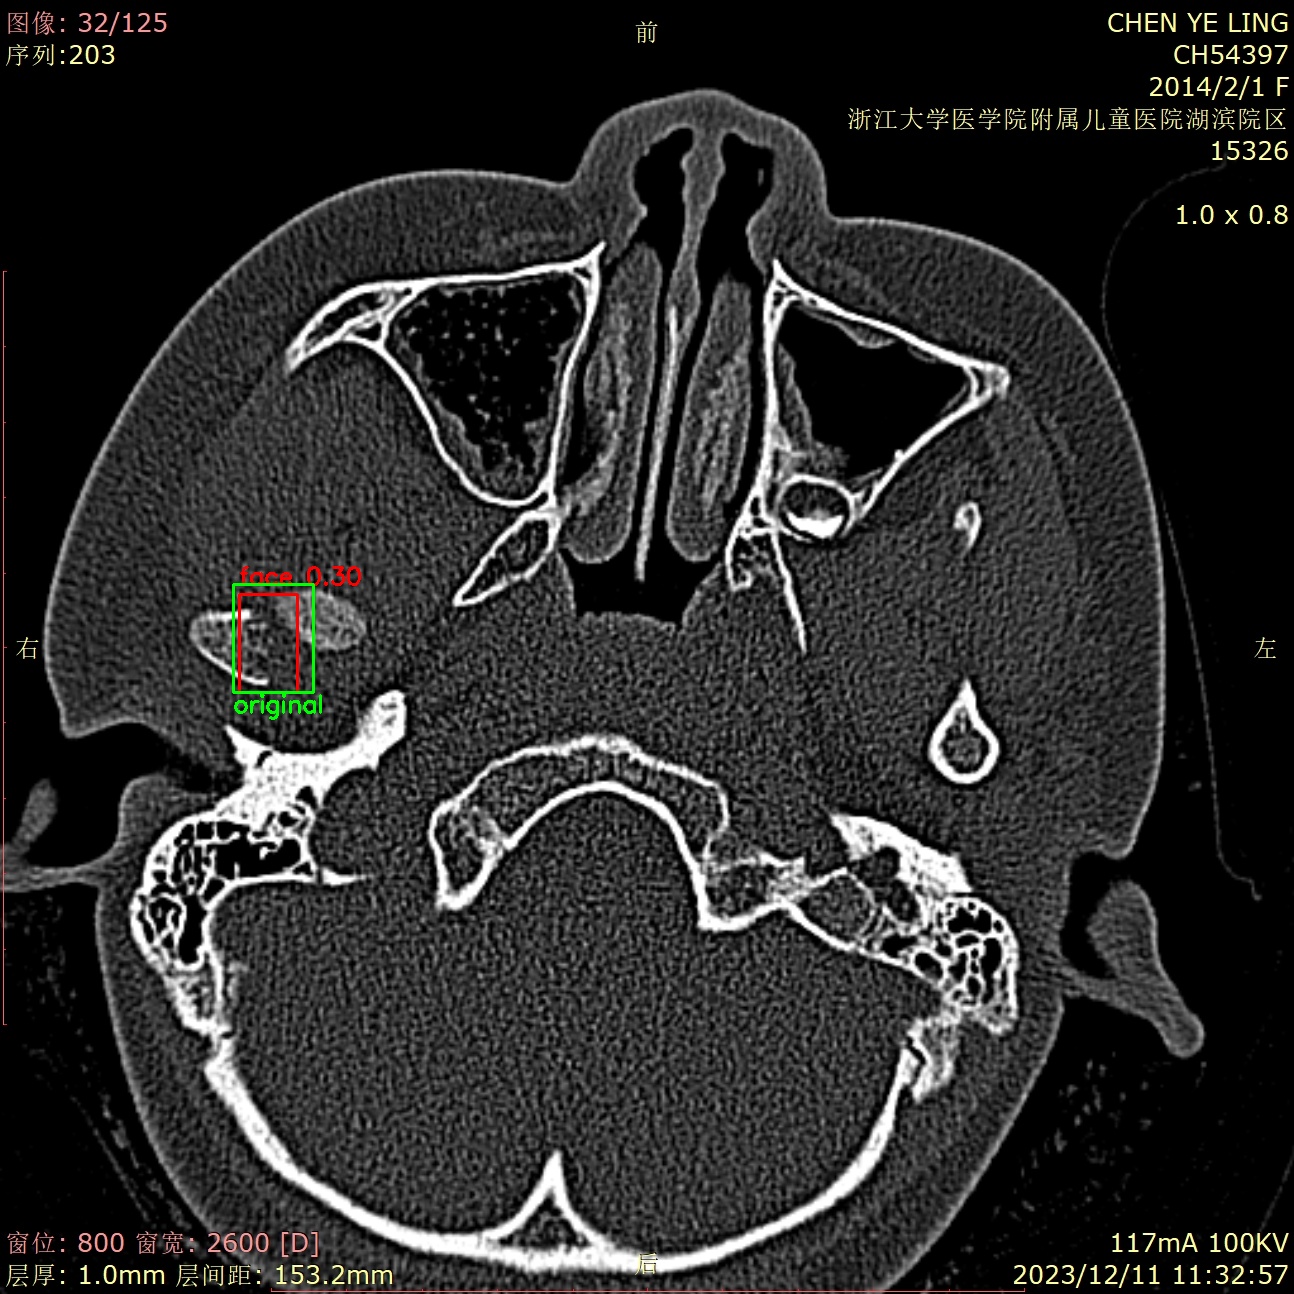 图像: 32/125
序列:203
前
CHEN YE LING
CH54397
2014/2/1 F
浙江大学医学院附属儿童医院湖滨院区
15326
1.0 x 0.8
face 0.30
original
右
左
窗位: 800 窗宽: 2600 [D]
层厚: 1.0mm 层间距: 153.2mm
后
117mA 100KV
2023/12/11 11:32:57